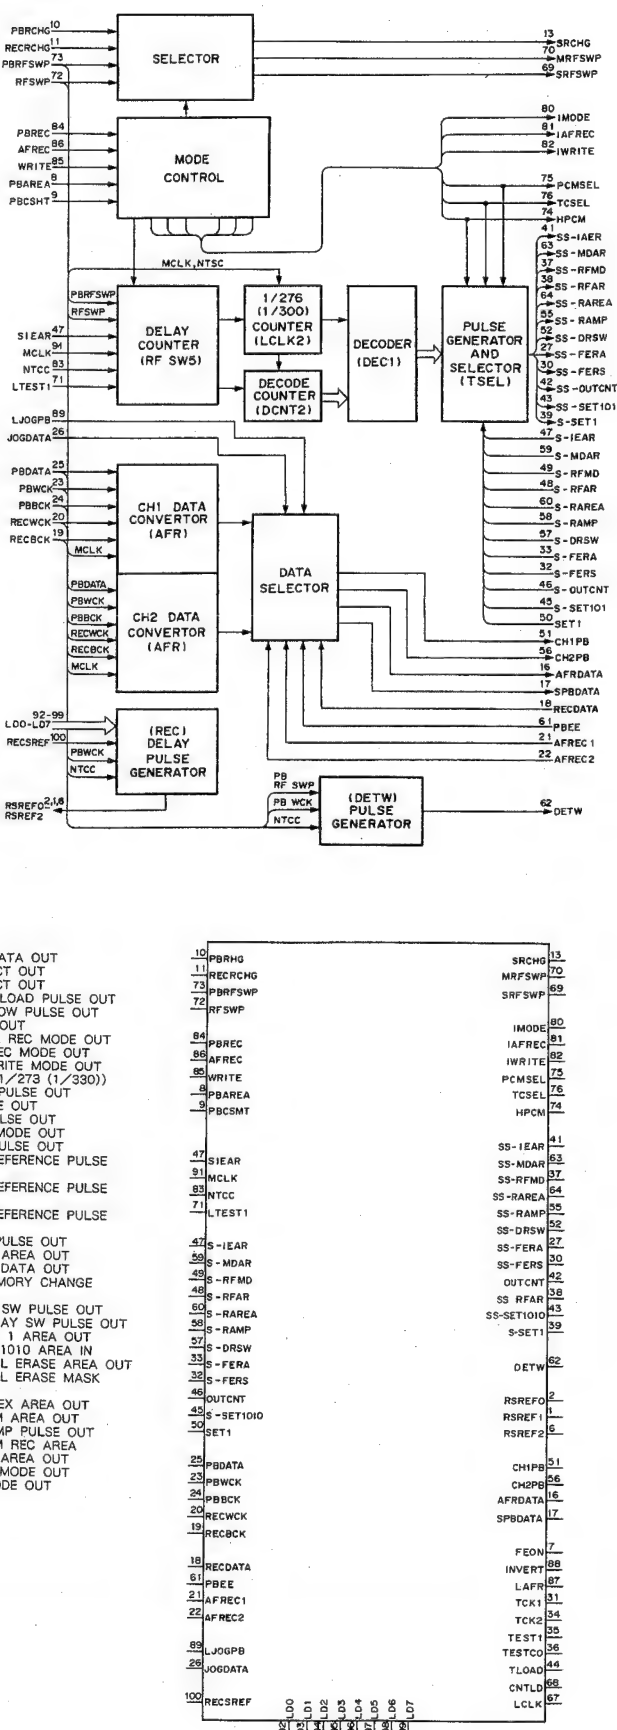 PBRCHG 10
RECRCHG 11
PBRFSWP 73
RFSWP 72
SELECTOR
13 SRCHG
70 MRFSWP
69 SRFSWP
PBREC 84
AFREC 86
WRITE 85
PBAREA 8
PBCSHT 9
MODE
CONTROL
80 IMODE
81 IAFREC
82 IWRITE
75 PCMSEL
76 TCSEL
74 HPCM
MCLK,NTSC
PBRFSWP
RFSWP
SIEAR 47
MCLK 91
NTCC 83
LTEST1 71
DELAY
COUNTER
(RF SW5)
1/276
(1/300)
COUNTER
(LCLK2)
DECODE
COUNTER
(DCNT2)
DECODER
(DEC1)
PULSE
GENERATOR
AND
SELECTOR
(TSEL)
41 SS-IAER
63 SS-MDAR
37 SS-RFMD
38 SS-RFAR
64 SS-RAREA
55 SS-RAMP
52 SS-DRSW
27 SS-FERA
30 SS-FERS
42 SS-OUTCNT
43 SS-SET101
39 S-SET1
47 S-IEAR
59 S-MDAR
49 S-RFMD
48 S-RFAR
60 S-RAREA
58 S-RAMP
57 S-DRSW
33 S-FERA
32 S-FERS
46 S-OUTCNT
45 S-SET101
50 SET1
LJOGPB 89
JOGDATA 26
PBDATA 25
PBWCK 23
PBBCK 24
RECWCK 20
RECBCK 19
MCLK
CH1 DATA
CONVERTOR
(AFR)
PBDATA
PBWCK
PBBCK
RECWCK
RECBCK
MCLK
CH2 DATA
CONVERTOR
(AFR)
DATA
SELECTOR
51 CH1PB
56 CH2PB
16 AFRDATA
17 SPBDATA
18 RECDATA
61 PBEE
21 AFREC1
22 AFREC2
92-99
LD0-LD7
RECSREF 100
PBWCK
NTCC
(REC)
DELAY
PULSE
GENERATOR
RSREF0 2,1,6
RSREF2
PB
RF SWP
PB WCK
NTCC
(DETW)
PULSE
GENERATOR
62 DETW
ATA OUT
CT OUT
CT OUT
LOAD PULSE OUT
OW PULSE OUT
OUT
REC MODE OUT
EC MODE OUT
RITE MODE OUT
1/273 (1/330))
PULSE OUT
E OUT
LSE OUT
MODE OUT
ULSE OUT
EFERENCE PULSE
EFERENCE PULSE
EFERENCE PULSE
PULSE OUT
AREA OUT
DATA OUT
MORY CHANGE
SW PULSE OUT
AY SW PULSE OUT
1 AREA OUT
1010 AREA IN
L ERASE AREA OUT
L ERASE MASK
EX AREA OUT
M AREA OUT
MP PULSE OUT
M REC AREA
AREA OUT
MODE OUT
DE OUT
10 PBRHG
11 RECRCHG
73 PBRFSWP
72 RFSWP
84 PBREC
86 AFREC
85 WRITE
8 PBAREA
9 PBCSMT
47 SIEAR
91 MCLK
83 NTCC
71 LTEST1
47 S-IEAR
59 S-MDAR
49 S-RFMD
48 S-RFAR
60 S-RAREA
58 S-RAMP
57 S-DRSW
33 S-FERA
32 S-FERS
46 OUTCNT
45 S-SET1010
50 SET1
25 PBDATA
23 PBWCK
24 PBBCK
20 RECWCK
19 RECBCK
18 RECDATA
61 PBEE
21 AFREC1
22 AFREC2
89 LJOGPB
26 JOGDATA
100 RECSREF
SRCHG 13
MRFSWP 70
SRFSWP 69
IMODE 80
IAFREC 81
IWRITE 82
PCMSEL 75
TCSEL 76
HPCM 74
SS-IEAR 41
SS-MDAR 63
SS-RFMD 37
SS-RAREA 64
SS-RAMP 55
SS-DRSW 52
SS-FERA 27
SS-FERS 30
OUTCNT 42
SS RFAR 38
SS-SET1010 43
S-SET1 39
DETW 62
RSREF0 2
RSREF1 1
RSREF2 6
CH1PB 51
CH2PB 56
AFRDATA 16
SPBDATA 17
FEON 7
INVERT 88
LAFR 87
TCK1 31
TCK2 34
TEST1 35
TESTCO 36
TLOAD 44
CNTLD 68
LCLK 67
LD0
LD1
LD2
LD3
LD4
LD5
LD6
LD7